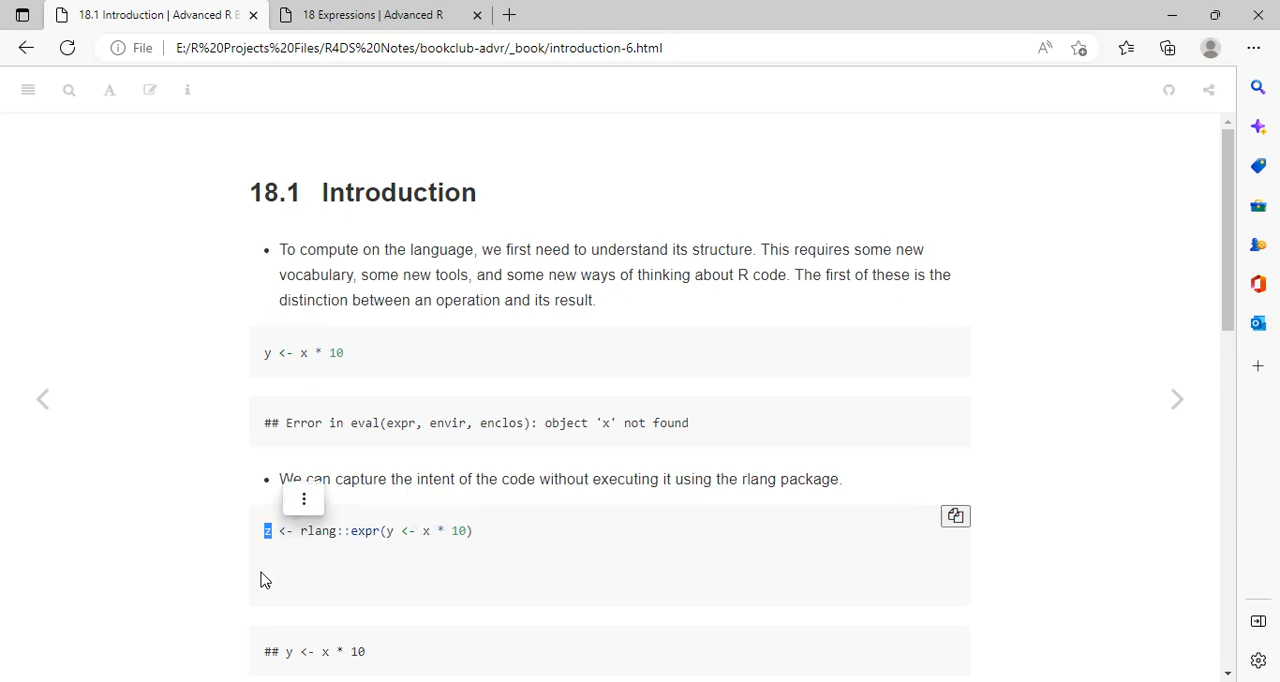 18.1 Introduction | Advanced R B
18 Expressions | Advanced R
File
E:/R%20Projects%20Files/R4DS%20Notes/bookclub-advr/_book/introduction-6.html
18.1 Introduction
• To compute on the language, we first need to understand its structure. This requires some new
vocabulary, some new tools, and some new ways of thinking about R code. The first of these is the
distinction between an operation and its result.
y <- x * 10
## Error in eval(expr, envir, enclos): object 'x' not found
• We can capture the intent of the code without executing it using the rlang package.
z <- rlang::expr(y <- x * 10)
## y <- x * 10